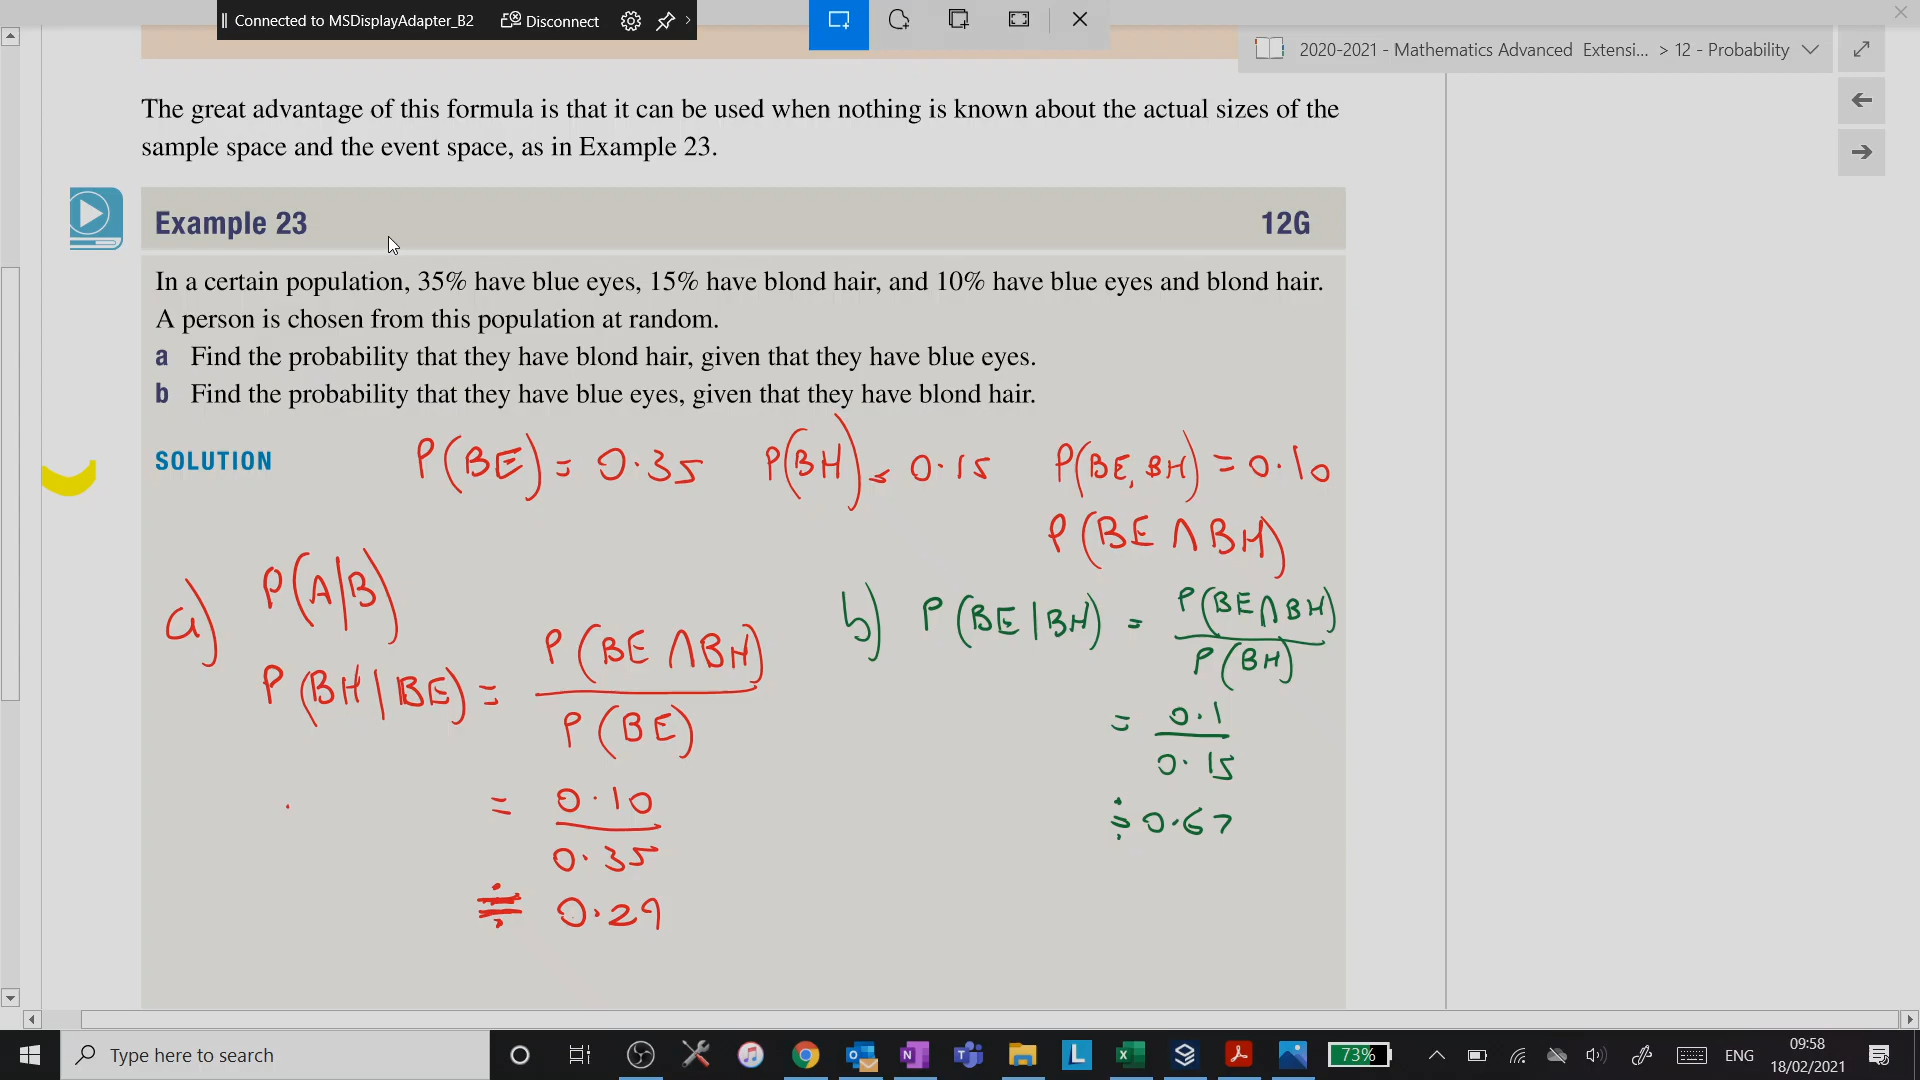 Connected to MSDisplayAdapter_B2 Disconnect
2020-2021 - Mathematics Advanced Extensi... > 12 - Probability
The great advantage of this formula is that it can be used when nothing is known about the actual sizes of the
sample space and the event space, as in Example 23.
Example 23 12G
In a certain population, 35% have blue eyes, 15% have blond hair, and 10% have blue eyes and blond hair.
A person is chosen from this population at random.
a Find the probability that they have blond hair, given that they have blue eyes.
b Find the probability that they have blue eyes, given that they have blond hair.
SOLUTION P(BE) = 0.35 P(BH) = 0.15 P(BE, BH) = 0.10
P(BE ∩ BH)
a) P(A|B)
P(BH|BE) = P(BE ∩ BH)
P(BE)
= 0.10
0.35
≑ 0.29
b) P(BE|BH) = P(BE ∩ BH)
P(BH)
= 0.1
0.15
≑ 0.67
Type here to search
73%
ENG
09:58
18/02/2021